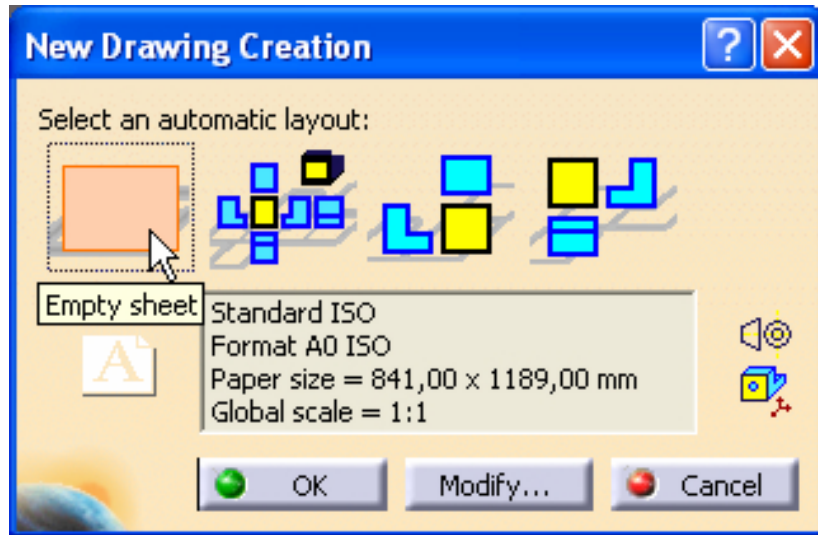 New Drawing Creation
?
Select an automatic layout:
Empty sheet
Standard ISO
Format A0 ISO
Paper size = 841,00 x 1189,00 mm
Global scale = 1:1
A
OK
Modify...
Cancel